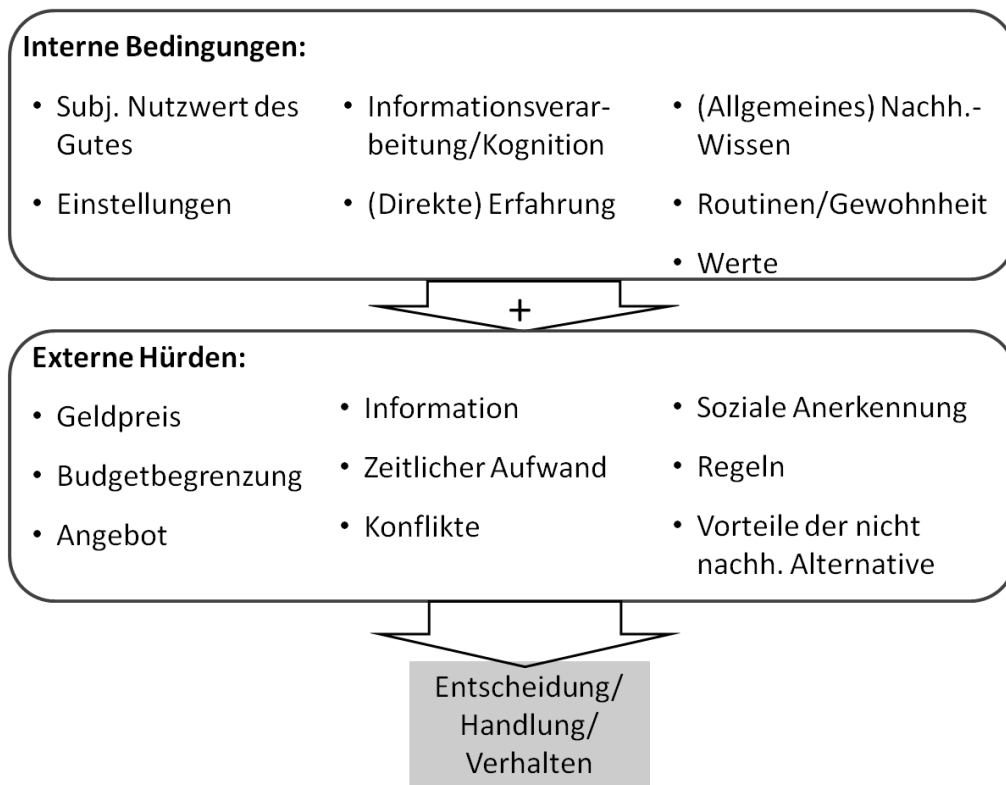 Interne Bedingungen:
• Subj. Nutzwert des
Gutes
• Einstellungen
• Informationsverar-
beitung/Kognition
• (Direkte) Erfahrung
• (Allgemeines) Nachh.-
Wissen
• Routinen/Gewohnheit
• Werte
+
Externe Hürden:
• Geldpreis
• Budgetbegrenzung
• Angebot
• Information
• Zeitlicher Aufwand
• Konflikte
• Soziale Anerkennung
• Regeln
• Vorteile der nicht
nachh. Alternative
Entscheidung/
Handlung/
Verhalten